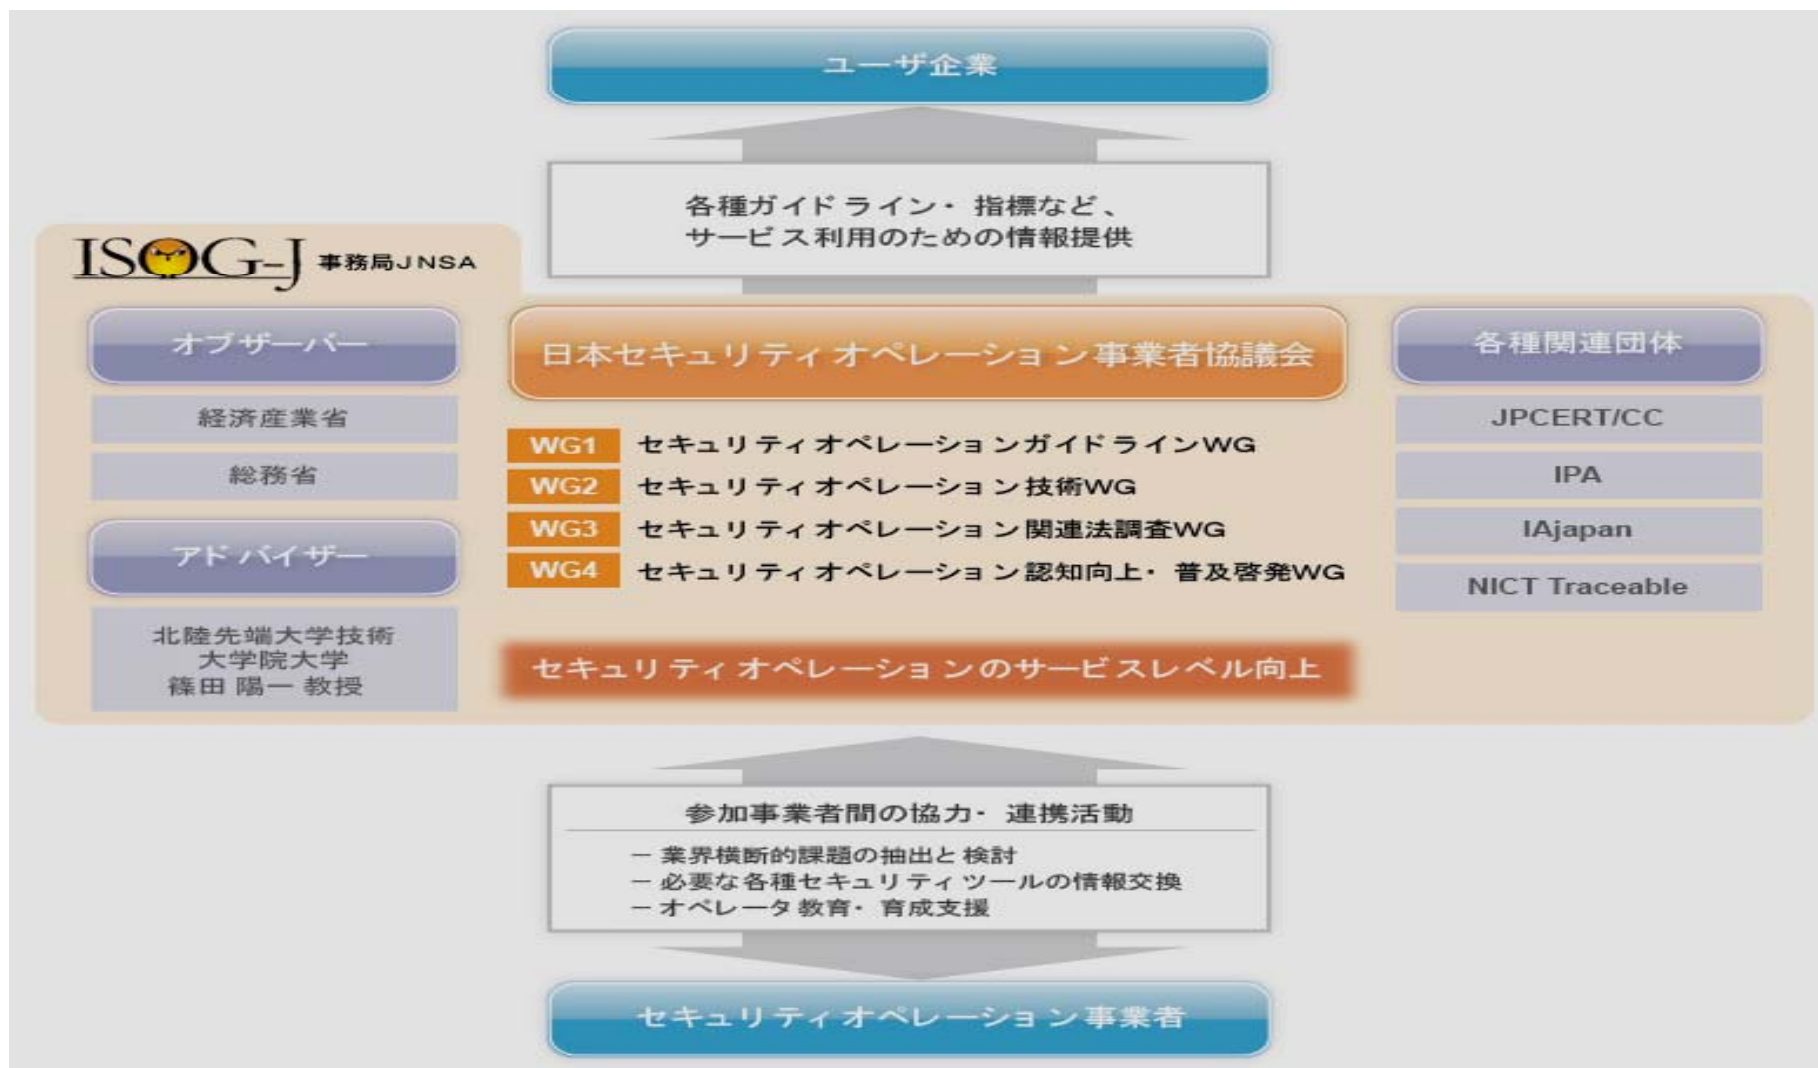 ユーザ企業
各種ガイドライン・指標など、
サービス利用のための情報提供
ISOG-J 事務局JNSA
オブザーバー
経済産業省
総務省
アドバイザー
北陸先端大学技術
大学院大学
篠田 陽一 教授
日本セキュリティオペレーション事業者協議会
WG1 セキュリティオペレーションガイドラインWG
WG2 セキュリティオペレーション技術WG
WG3 セキュリティオペレーション関連法調査WG
WG4 セキュリティオペレーション認知向上・普及啓発WG
セキュリティオペレーションのサービスレベル向上
各種関連団体
JPCERT/CC
IPA
IAjapan
NICT Traceable
参加事業者間の協力・連携活動
－ 業界横断的課題の抽出と検討
－ 必要な各種セキュリティツールの情報交換
－ オペレータ教育・育成支援
セキュリティオペレーション事業者